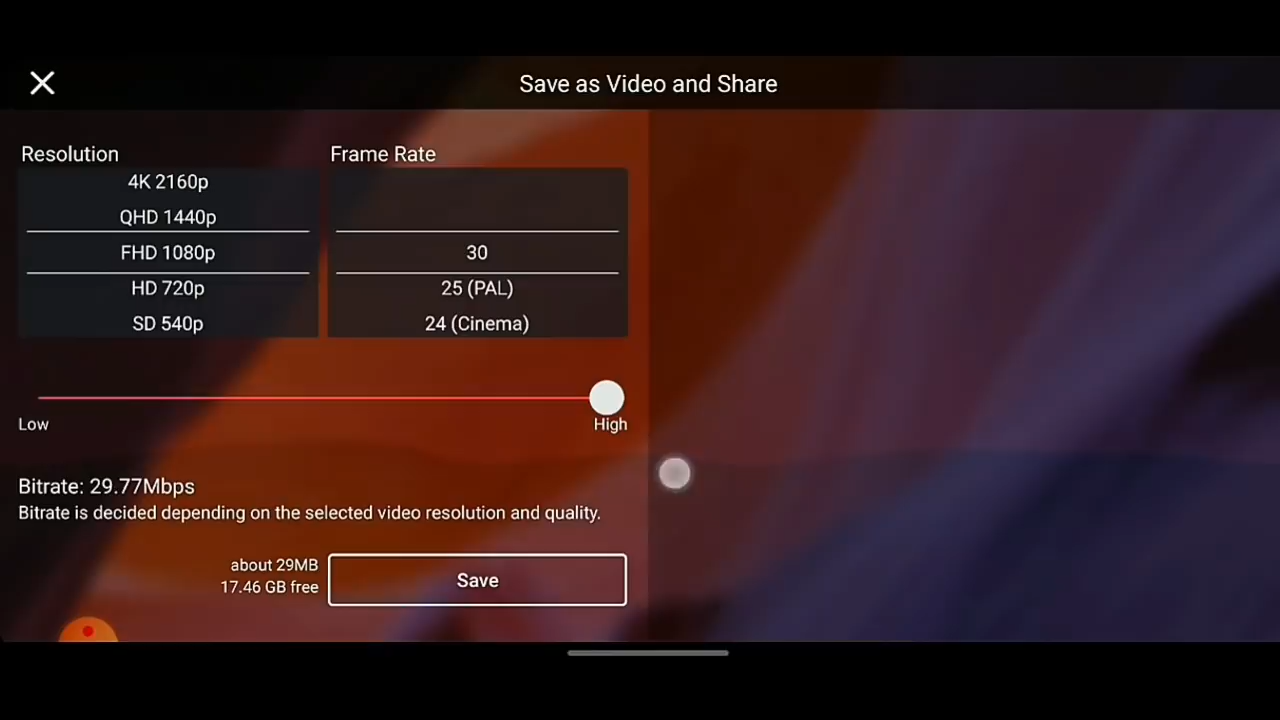 Save as Video and Share
Resolution
4K 2160p
QHD 1440p
FHD 1080p
HD 720p
SD 540p
Frame Rate
30
25 (PAL)
24 (Cinema)
Low
High
Bitrate: 29.77Mbps
Bitrate is decided depending on the selected video resolution and quality.
about 29MB
17.46 GB free
Save